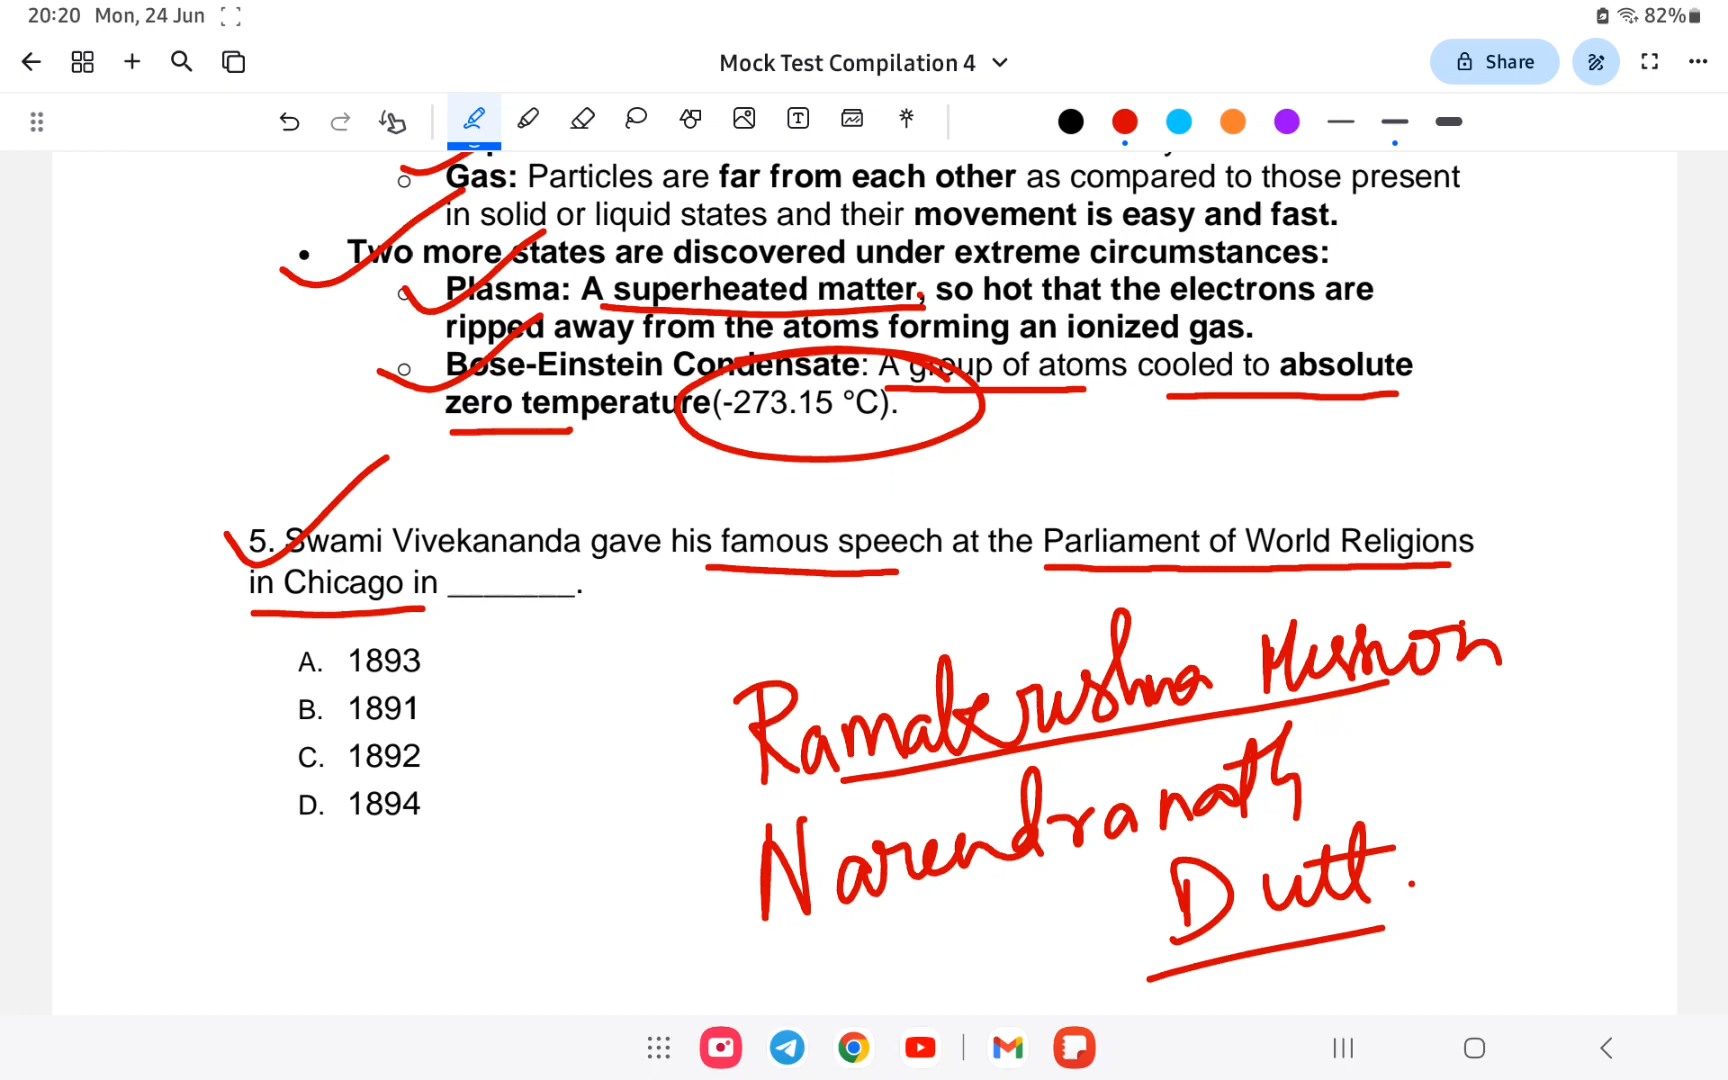 20:20 Mon, 24 Jun
82%
Mock Test Compilation 4
Share
Gas: Particles are far from each other as compared to those present
in solid or liquid states and their movement is easy and fast.
Two more states are discovered under extreme circumstances:
Plasma: A superheated matter, so hot that the electrons are
ripped away from the atoms forming an ionized gas.
Bose-Einstein Condensate: A group of atoms cooled to absolute
zero temperature(-273.15 °C).
5. Swami Vivekananda gave his famous speech at the Parliament of World Religions
in Chicago in _______.
A. 1893
B. 1891
C. 1892
D. 1894
Ramakrushna Mission
Narendranath
Dutt.